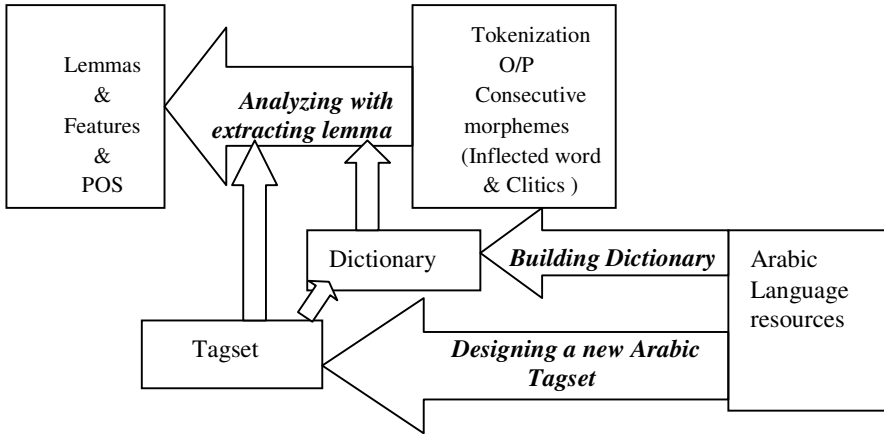 Lemmas
&
Features
&
POS
Analyzing with
extracting lemma
Tokenization
O/P
Consecutive
morphemes
(Inflected word
& Clitics )
Dictionary
Building Dictionary
Arabic
Language
resources
Tagset
Designing a new Arabic
Tagset